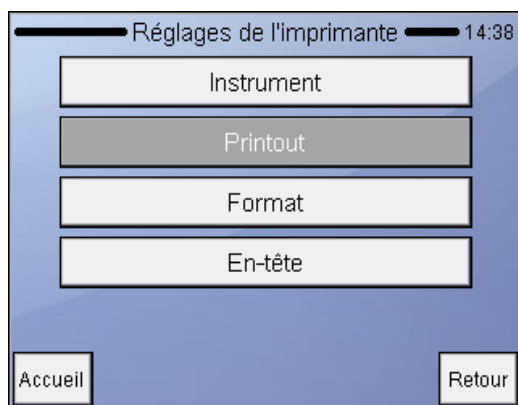 Réglages de l'imprimante 14:38
Instrument
Printout
Format
En-tête
Accueil Retour